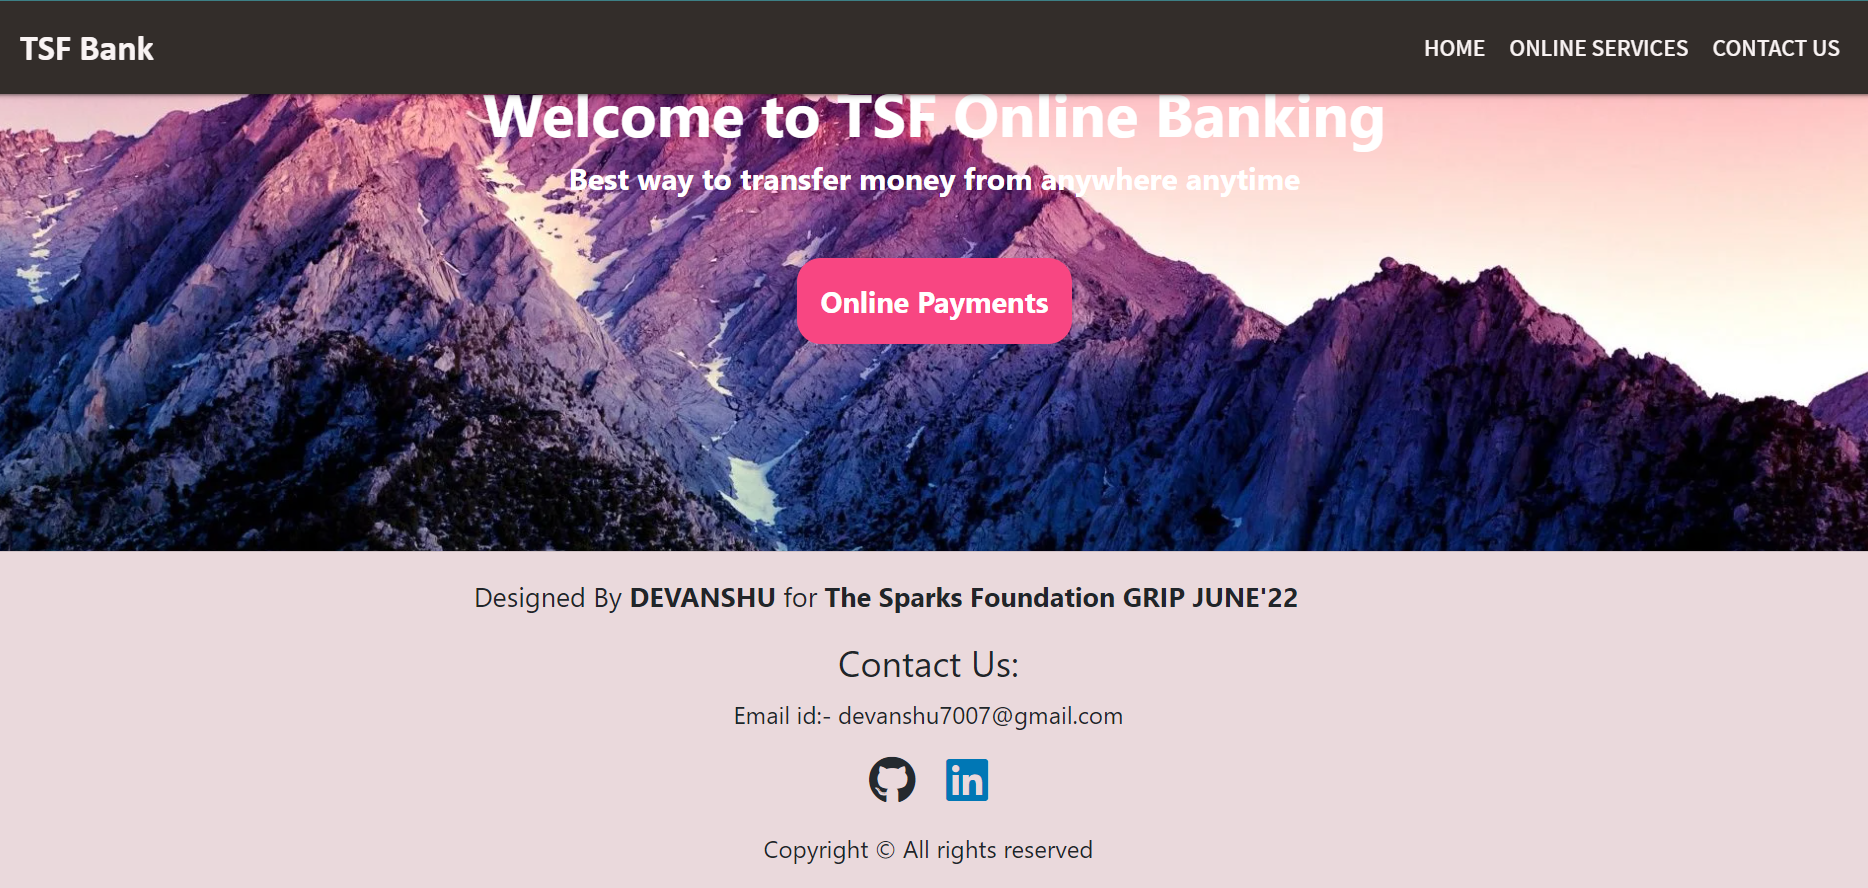 TSF Bank
HOME ONLINE SERVICES CONTACT US
Welcome to TSF Online Banking
Best way to transfer money from anywhere anytime
Online Payments
Designed By DEVANSHU for The Sparks Foundation GRIP JUNE'22
Contact Us:
Email id:- devanshu7007@gmail.com
in
Copyright © All rights reserved